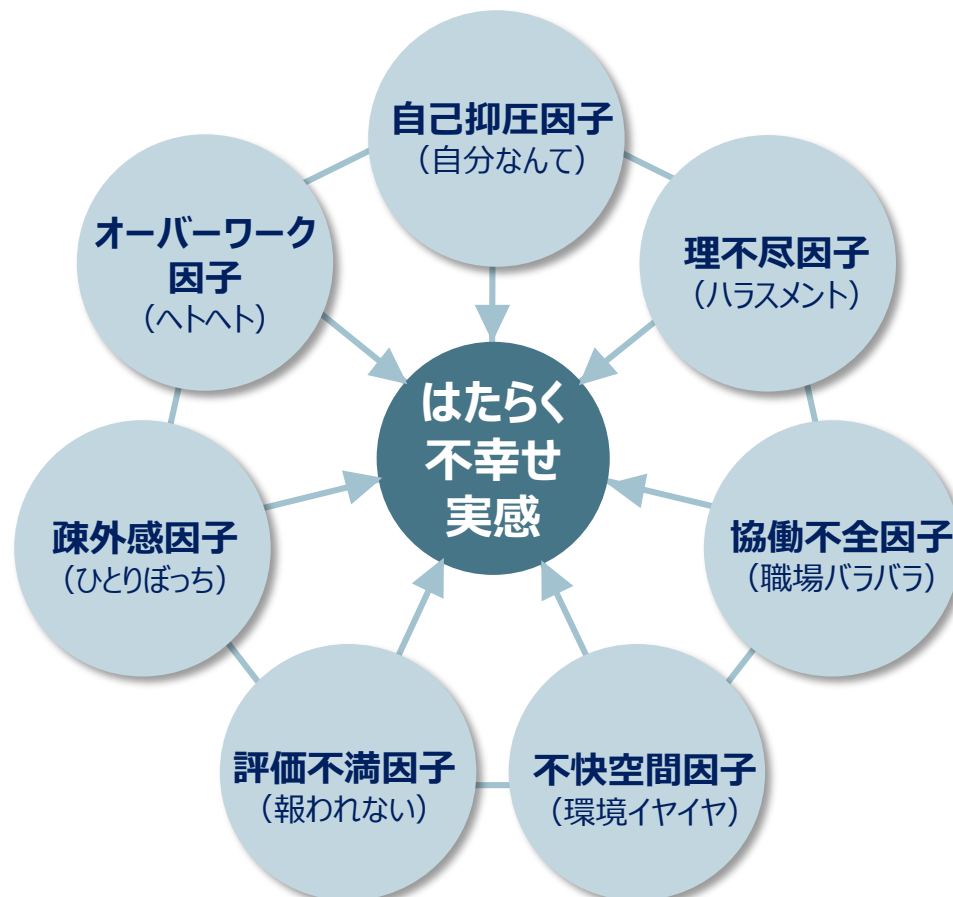 自己抑圧因子
（自分なんて）
理不尽因子
（ハラスメント）
協働不全因子
（職場バラバラ）
不快空間因子
（環境イヤイヤ）
評価不満因子
（報われない）
疎外感因子
（ひとりぼっち）
オーバーワーク
因子
（ヘトヘト）
はたらく
不幸せ
実感